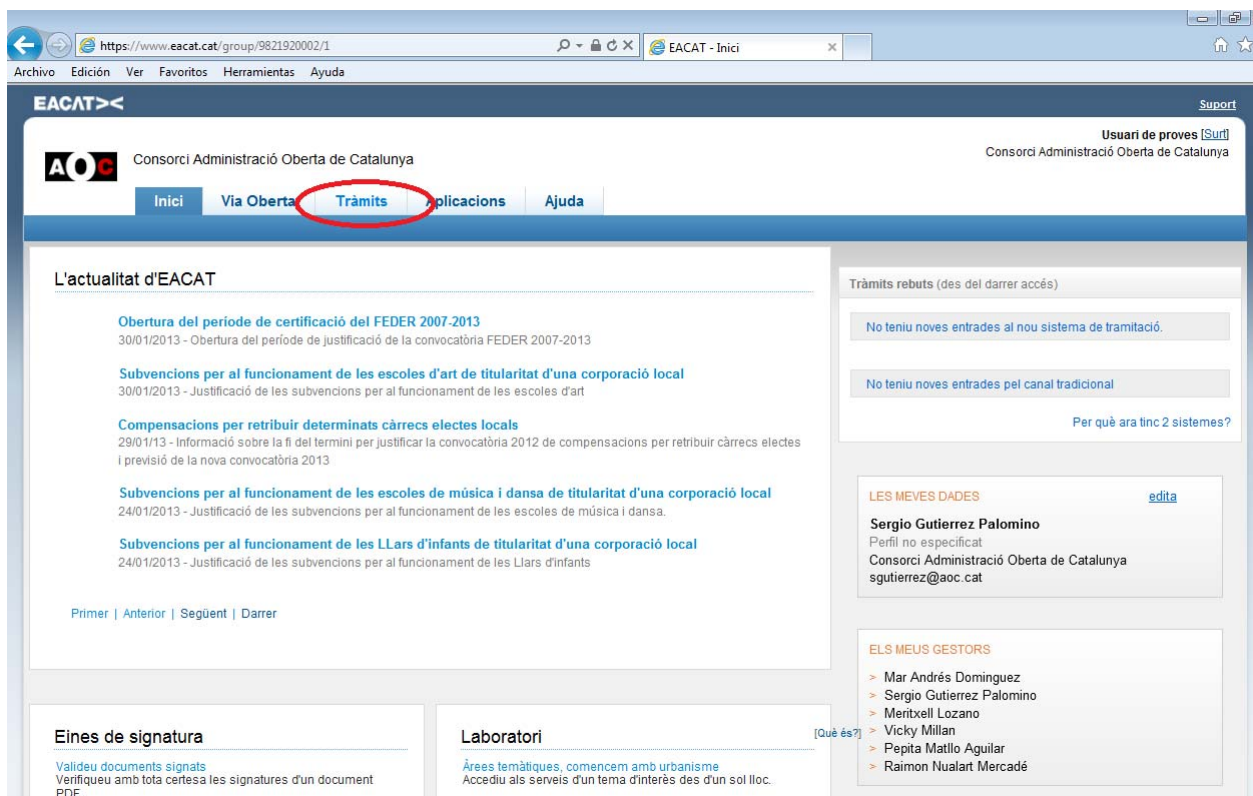 https://www.eacat.cat/group/9821920002/1
EACAT - Inici
Archivo Edición Ver Favoritos Herramientas Ayuda
EACAT><
Suport
Usuari de proves [Surt]
Consorci Administració Oberta de Catalunya
AOC
Consorci Administració Oberta de Catalunya
Inici Via Oberta Tràmits Aplicacions Ajuda
L'actualitat d'EACAT
Obertura del període de certificació del FEDER 2007-2013
30/01/2013 - Obertura del període de justificació de la convocatòria FEDER 2007-2013
Subvencions per al funcionament de les escoles d'art de titularitat d'una corporació local
30/01/2013 - Justificació de les subvencions per al funcionament de les escoles d'art
Compensacions per retribuir determinats càrrecs electes locals
29/01/13 - Informació sobre la fi del termini per justificar la convocatòria 2012 de compensacions per retribuir càrrecs electes
i previsió de la nova convocatòria 2013
Subvencions per al funcionament de les escoles de música i dansa de titularitat d'una corporació local
24/01/2013 - Justificació de les subvencions per al funcionament de les escoles de música i dansa.
Subvencions per al funcionament de les LLars d'infants de titularitat d'una corporació local
24/01/2013 - Justificació de les subvencions per al funcionament de les Llars d'infants
Primer | Anterior | Següent | Darrer
Tràmits rebuts (des del darrer accés)
No teniu noves entrades al nou sistema de tramitació.
No teniu noves entrades pel canal tradicional
Per què ara tinc 2 sistemes?
LES MEVES DADES edita
Sergio Gutierrez Palomino
Perfil no especificat
Consorci Administració Oberta de Catalunya
sgutierrez@aoc.cat
ELS MEUS GESTORS
> Mar Andrés Dominguez
> Sergio Gutierrez Palomino
> Meritxell Lozano
> Vicky Millan
> Pepita Matllo Aguilar
> Raimon Nualart Mercadé
Eines de signatura
Valideu documents signats
Verifiqueu amb tota certesa les signatures d'un document
PDF
Laboratori
[Què és?]
Àrees temàtiques, comencem amb urbanisme
Accediu als serveis d'un tema d'interès des d'un sol lloc.